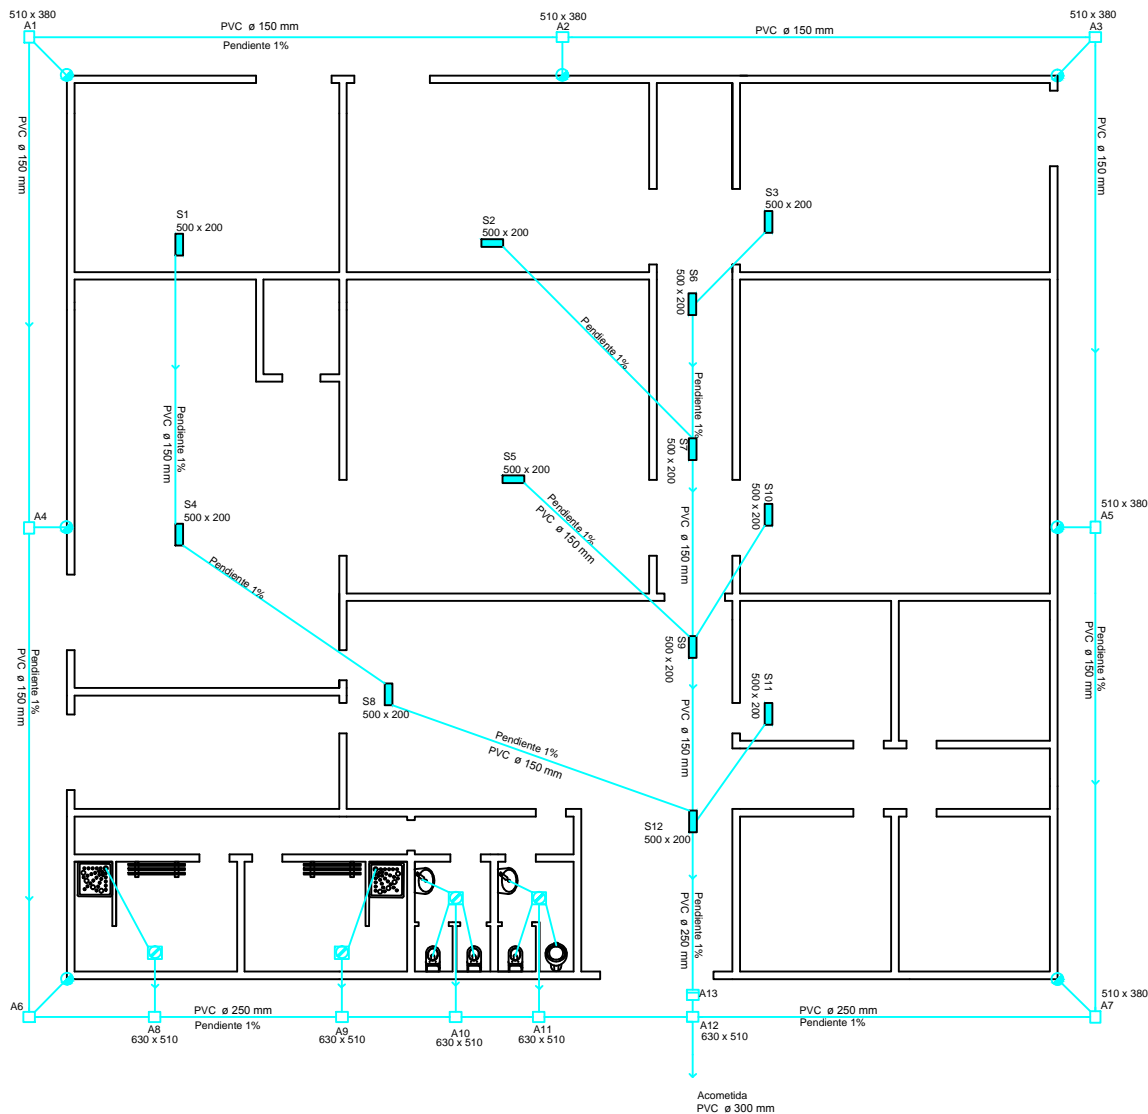 510 x 380
A1
PVC ø 150 mm
Pendiente 1%
510 x 380
A2
PVC ø 150 mm
510 x 380
A3
PVC ø 150 mm
PVC ø 150 mm
S1
500 x 200
S2
500 x 200
S3
500 x 200
S6
500 x 200
Pendiente 1%
Pendiente 1%
S7
500 x 200
Pendiente 1%
PVC ø 150 mm
S5
500 x 200
Pendiente 1%
PVC ø 150 mm
PVC ø 150 mm
S10
500 x 200
A4
S4
500 x 200
510 x 380
A5
Pendiente 1%
S9
500 x 200
Pendiente 1%
PVC ø 150 mm
Pendiente 1%
PVC ø 150 mm
S8
500 x 200
PVC ø 150 mm
S11
500 x 200
Pendiente 1%
PVC ø 150 mm
S12
500 x 200
Pendiente 1%
PVC ø 250 mm
A13
510 x 380
A7
A6
PVC ø 250 mm
Pendiente 1%
A8
630 x 510
A9
630 x 510
A10
630 x 510
A11
630 x 510
A12
630 x 510
PVC ø 250 mm
Pendiente 1%
Acometida
PVC ø 300 mm